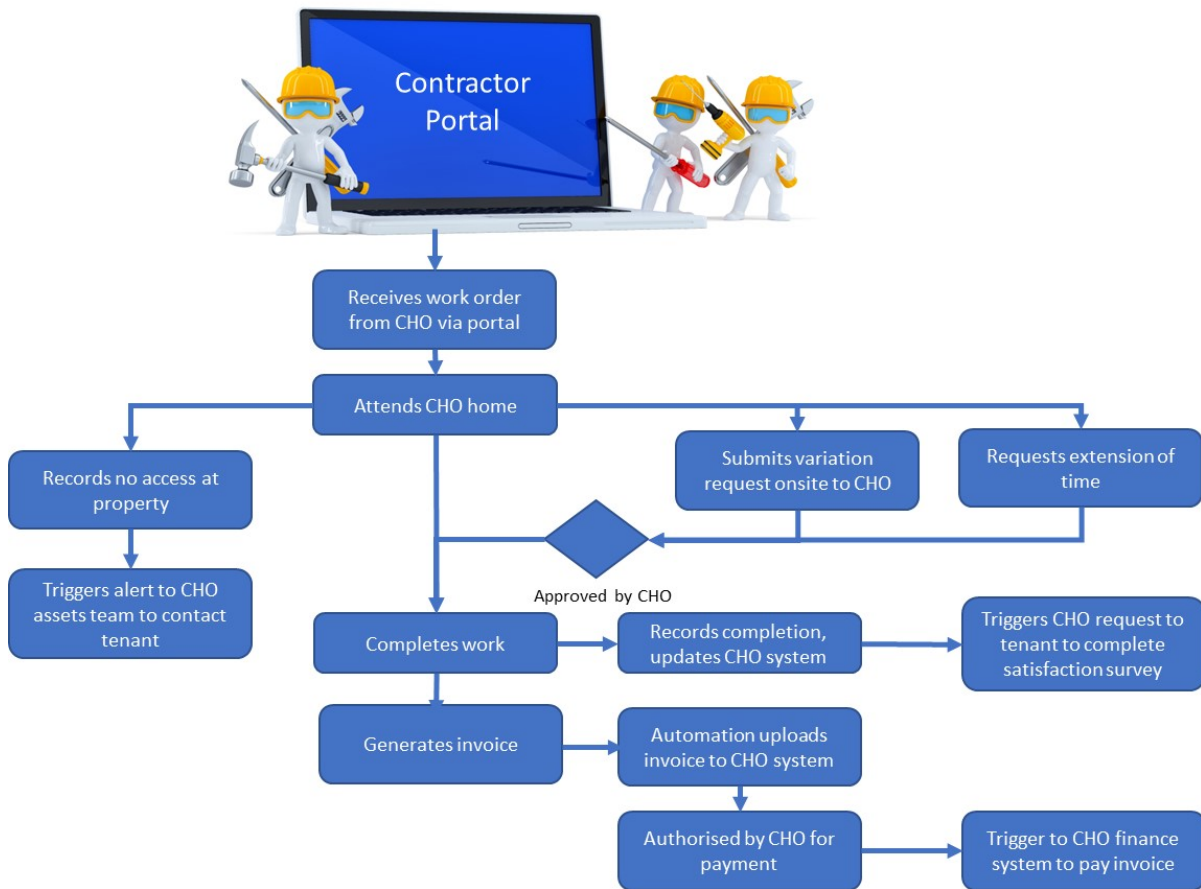 Contractor
Portal
Receives work order
from CHO via portal
Attends CHO home
Records no access at
property
Submits variation
request onsite to CHO
Requests extension of
time
Triggers alert to CHO
assets team to contact
tenant
Approved by CHO
Completes work
Records completion,
updates CHO system
Triggers CHO request to
tenant to complete
satisfaction survey
Generates invoice
Automation uploads
invoice to CHO system
Authorised by CHO for
payment
Trigger to CHO finance
system to pay invoice